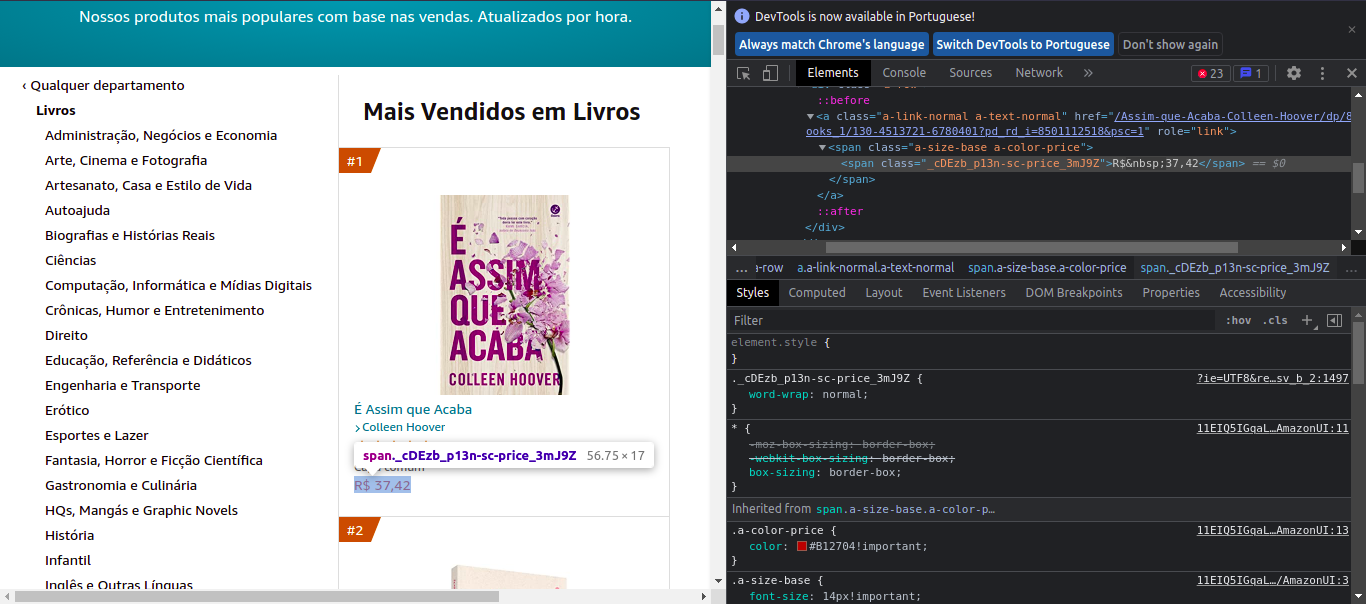 Nossos produtos mais populares com base nas vendas. Atualizados por hora.
‹ Qualquer departamento
Livros
Administração, Negócios e Economia
Arte, Cinema e Fotografia
Artesanato, Casa e Estilo de Vida
Autoajuda
Biografias e Histórias Reais
Ciências
Computação, Informática e Mídias Digitais
Crônicas, Humor e Entretenimento
Direito
Educação, Referência e Didáticos
Engenharia e Transporte
Erótico
Esportes e Lazer
Fantasia, Horror e Ficção Científica
Gastronomia e Culinária
HQs, Mangás e Graphic Novels
História
Infantil
Inglês e Outras Línguas
Mais Vendidos em Livros
#1
É
ASSIM
QUE
ACABA
COLLEEN HOOVER
É Assim que Acaba
› Colleen Hoover
span._cDEzb_p13n-sc-price_3mJ9Z 56.75 × 17
R$ 37,42
#2
DevTools is now available in Portuguese!
Always match Chrome's language Switch DevTools to Portuguese Don't show again
Elements Console Sources Network » 23 1
::before
<a class="a-link-normal a-text-normal" href="/Assim-que-Acaba-Colleen-Hoover/dp/8
ooks_1/130-4513721-6780401?pd_rd_i=8501112518&psc=1" role="link">
<span class="a-size-base a-color-price">
<span class="_cDEzb_p13n-sc-price_3mJ9Z">R$&nbsp;37,42</span> == $0
</span>
</a>
::after
</div>
… a-row a.a-link-normal.a-text-normal span.a-size-base.a-color-price span._cDEzb_p13n-sc-price_3mJ9Z …
Styles Computed Layout Event Listeners DOM Breakpoints Properties Accessibility
Filter :hov .cls +
element.style {
}
._cDEzb_p13n-sc-price_3mJ9Z { ?ie=UTF8&re…sv_b_2:1497
word-wrap: normal;
}
* { 11EIQ5IGqaL…AmazonUI:11
-moz-box-sizing: border-box;
-webkit-box-sizing: border-box;
box-sizing: border-box;
}
Inherited from span.a-size-base.a-color-p…
.a-color-price { 11EIQ5IGqaL…AmazonUI:13
color: #B12704!important;
}
.a-size-base { 11EIQ5IGqaL…/AmazonUI:3
font-size: 14px!important;